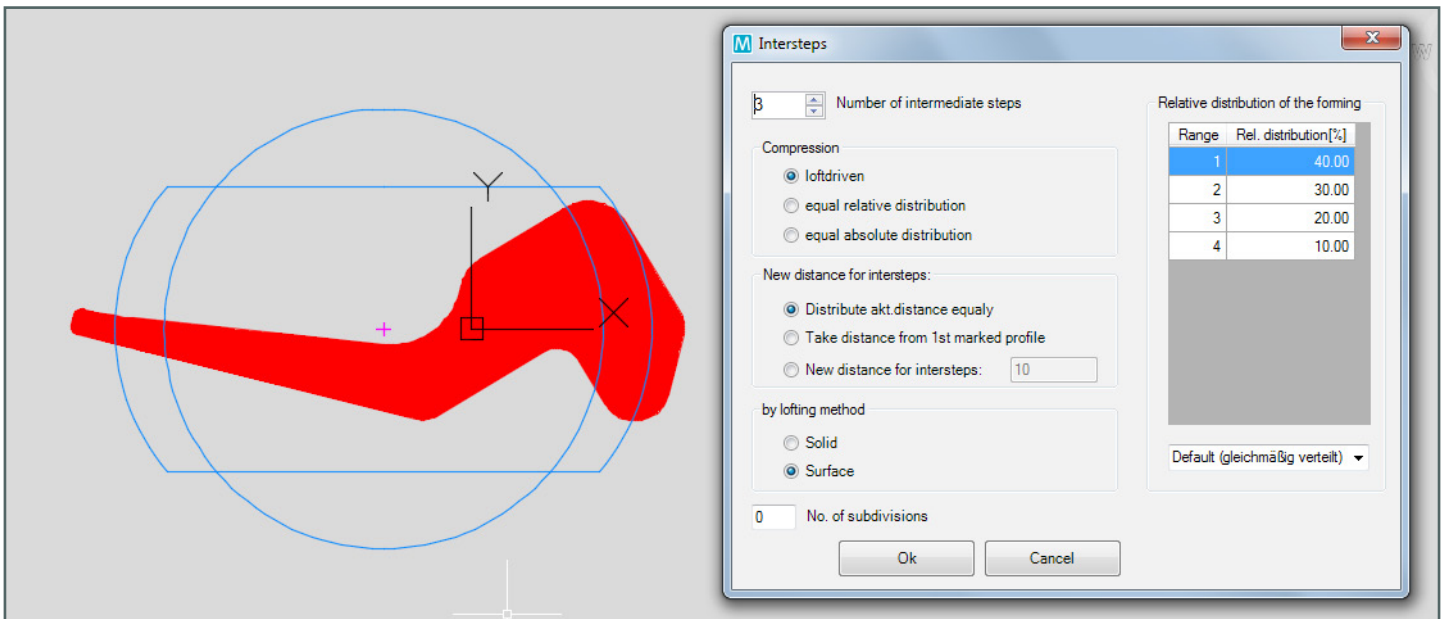 M Intersteps
X
3 Number of intermediate steps
Compression
loftdriven
equal relative distribution
equal absolute distribution
New distance for intersteps:
Distribute akt.distance equaly
Take distance from 1st marked profile
New distance for intersteps: 10
by lofting method
Solid
Surface
0 No. of subdivisions
Ok Cancel
Relative distribution of the forming
Range Rel. distribution[%]
1 40.00
2 30.00
3 20.00
4 10.00
Default (gleichmäßig verteilt)
Y
X
W